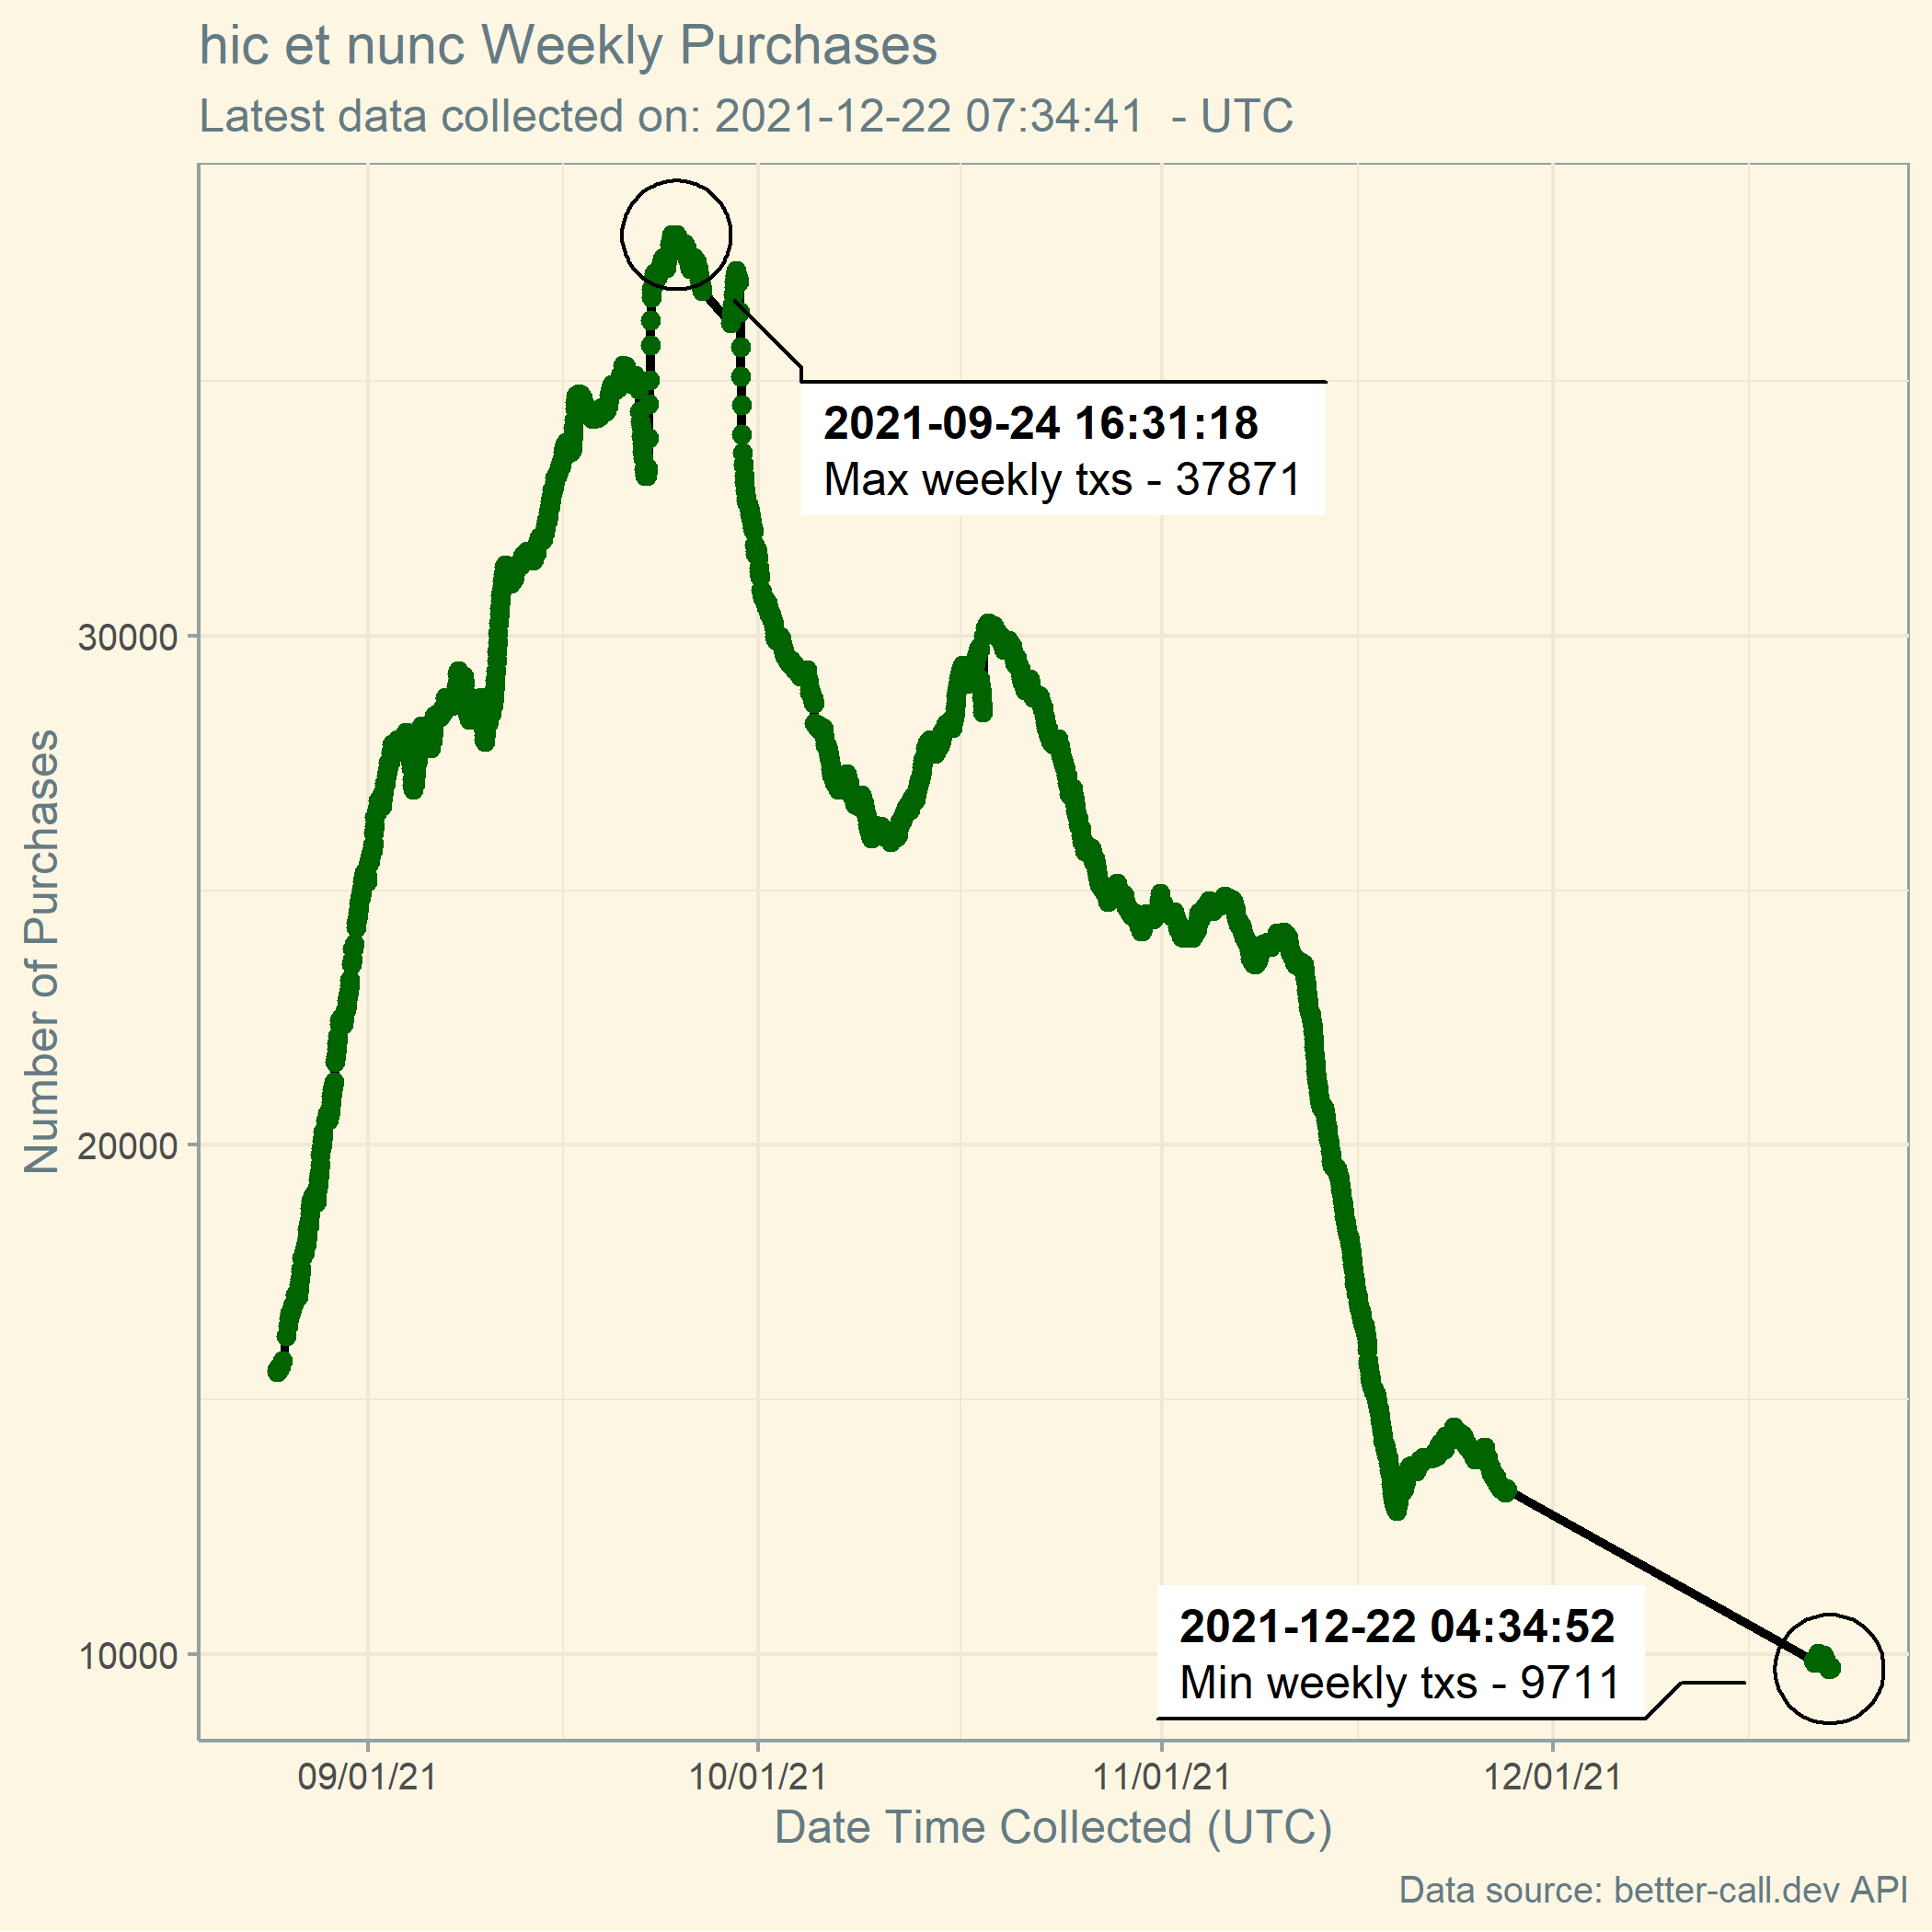 hic et nunc Weekly Purchases
Latest data collected on: 2021-12-22 07:34:41  - UTC
2021-09-24 16:31:18
Max weekly txs - 37871
30000
20000
10000
Number of Purchases
2021-12-22 04:34:52
Min weekly txs - 9711
09/01/21 10/01/21 11/01/21 12/01/21
Date Time Collected (UTC)
Data source: better-call.dev API